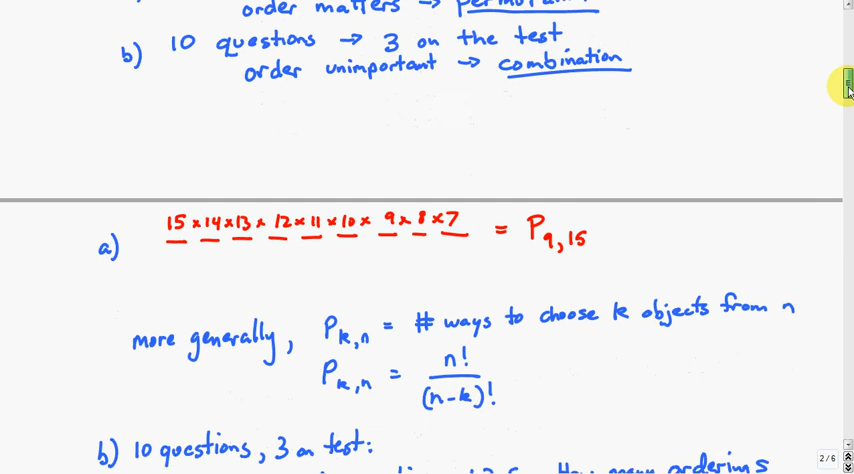 order matters →
b) 10 questions → 3 on the test
order unimportant → combination
a) 15 × 14 × 13 × 12 × 11 × 10 × 9 × 8 × 7 = P9,15
more generally, Pk,n = # ways to choose k objects from n
Pk,n = n! / (n-k)!
b) 10 questions, 3 on test:
How many orderings
2 / 6